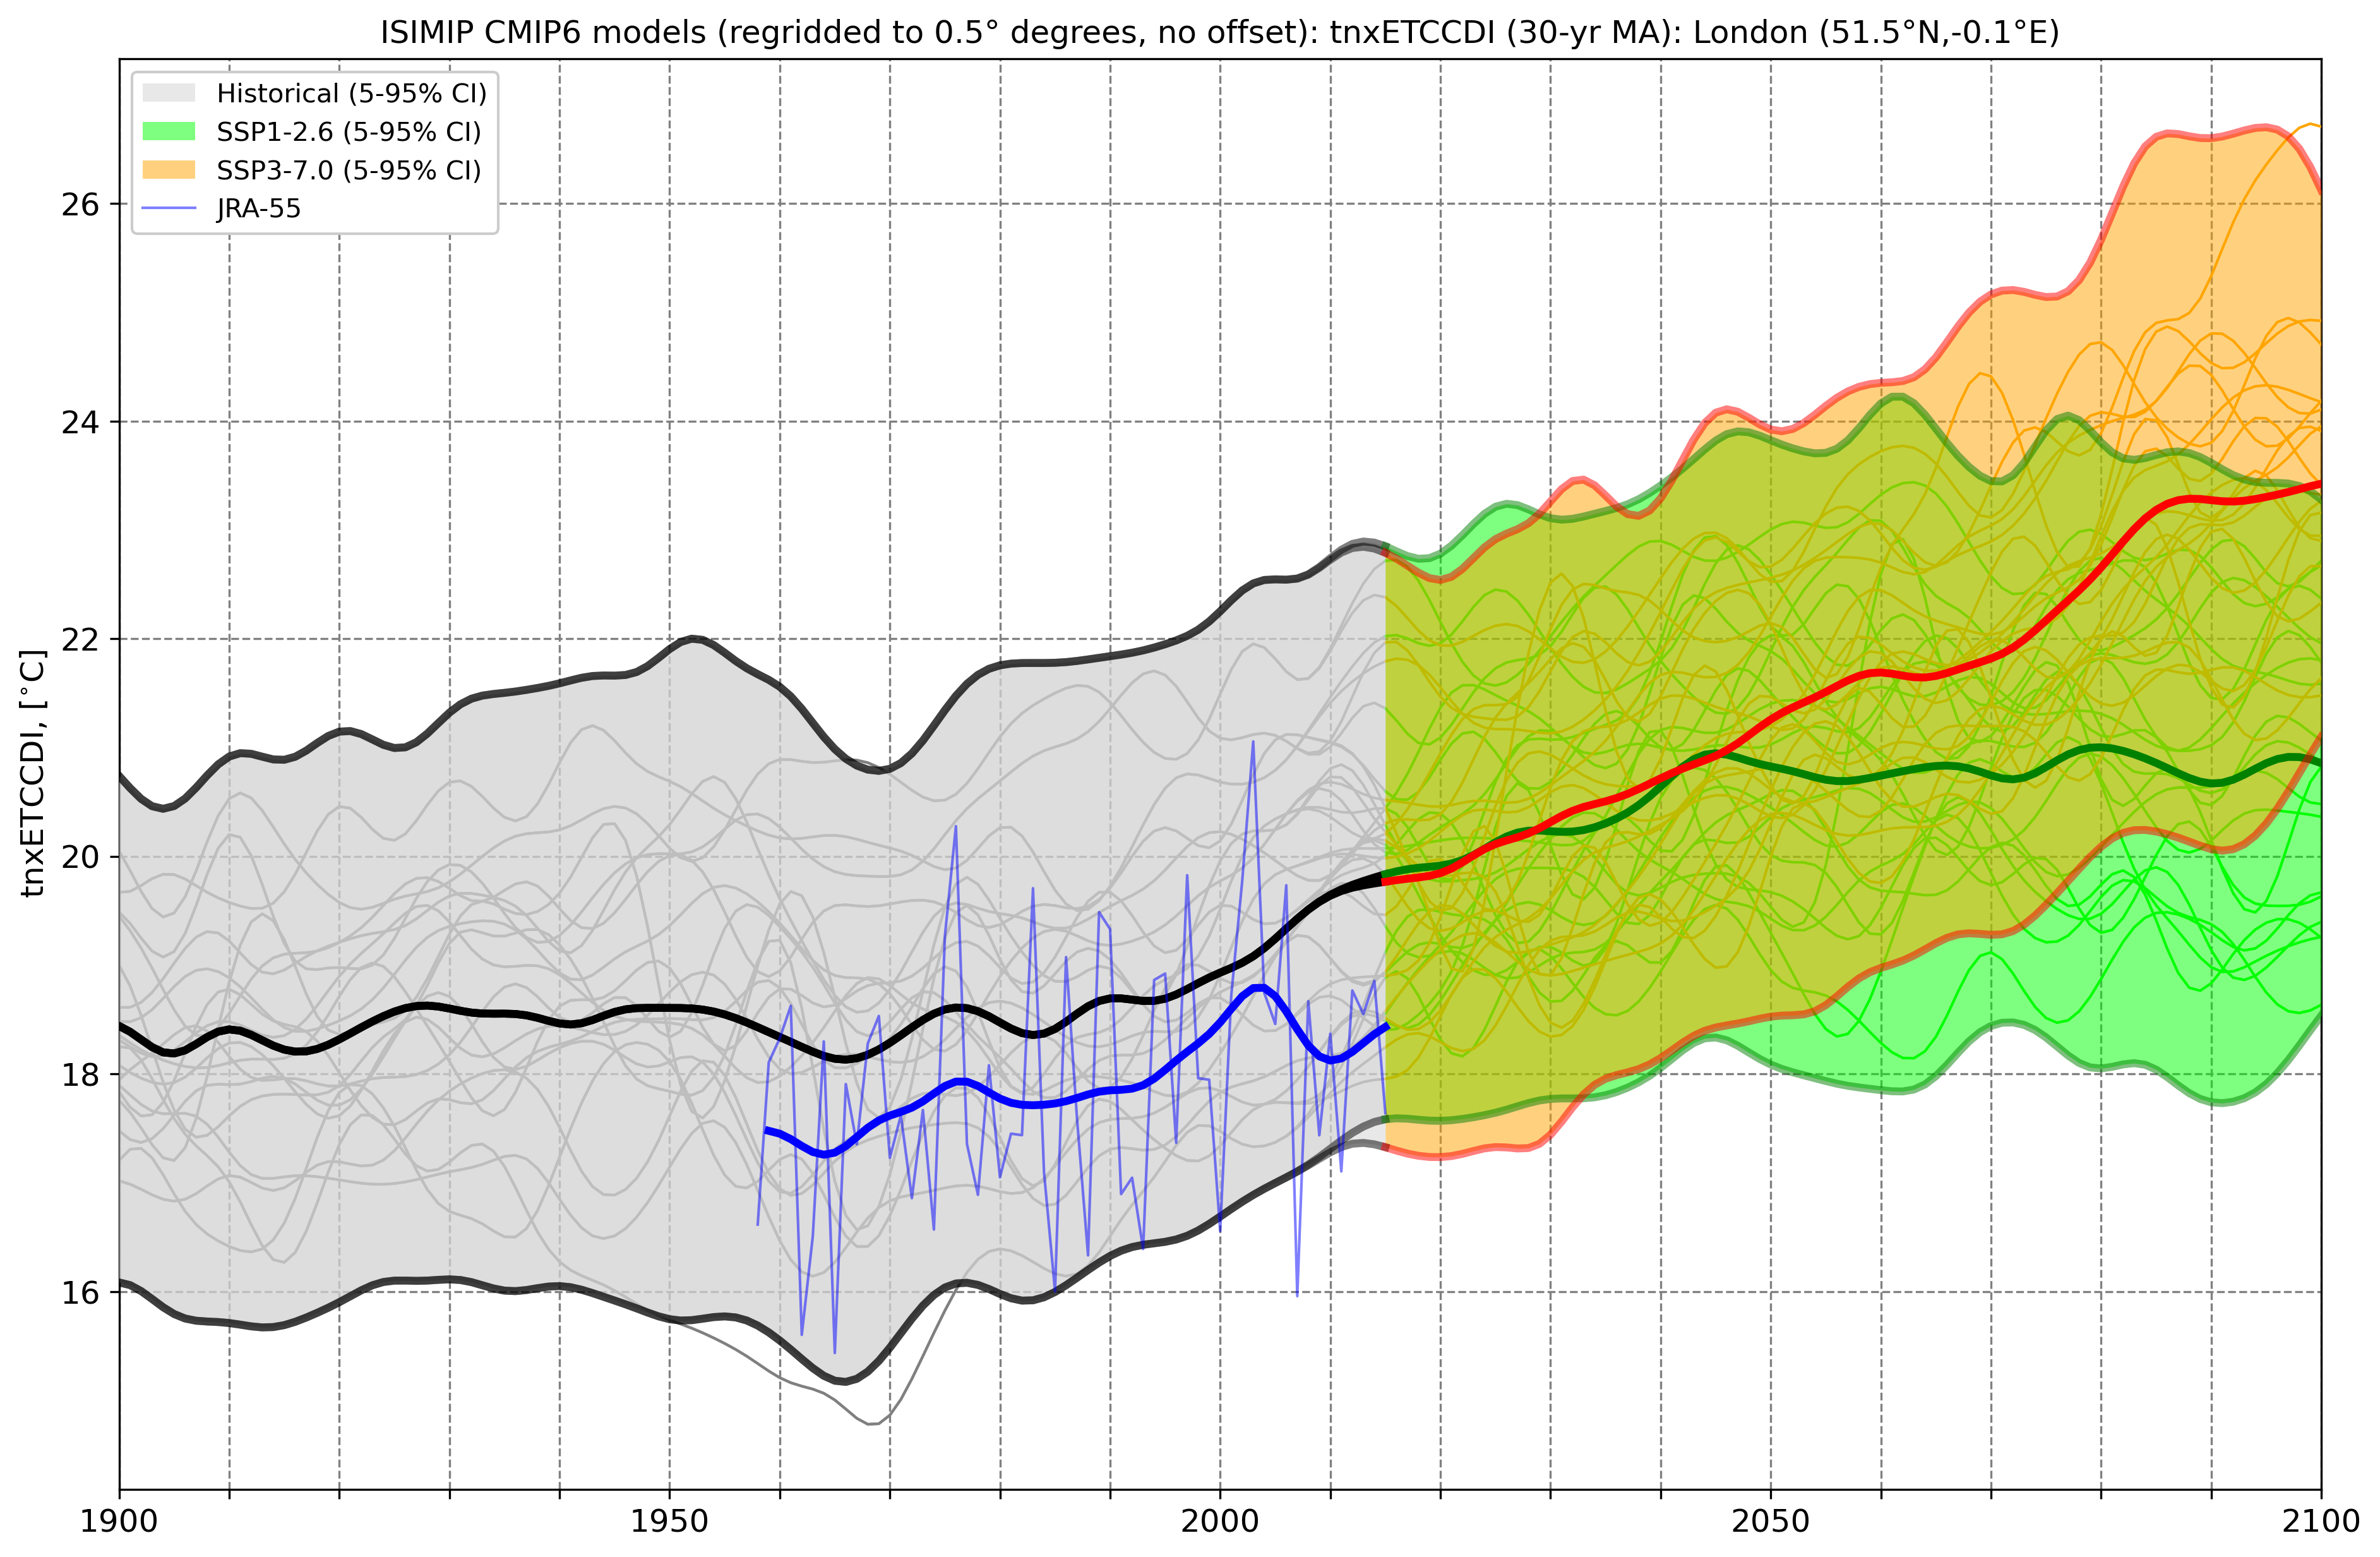 ISIMIP CMIP6 models (regridded to 0.5° degrees, no offset): tnxETCCDI (30-yr MA): London (51.5°N,-0.1°E)
Historical (5-95% CI)
SSP1-2.6 (5-95% CI)
SSP3-7.0 (5-95% CI)
JRA-55
26
24
22
20
18
16
tnxETCCDI, [°C]
1900
1950
2000
2050
2100